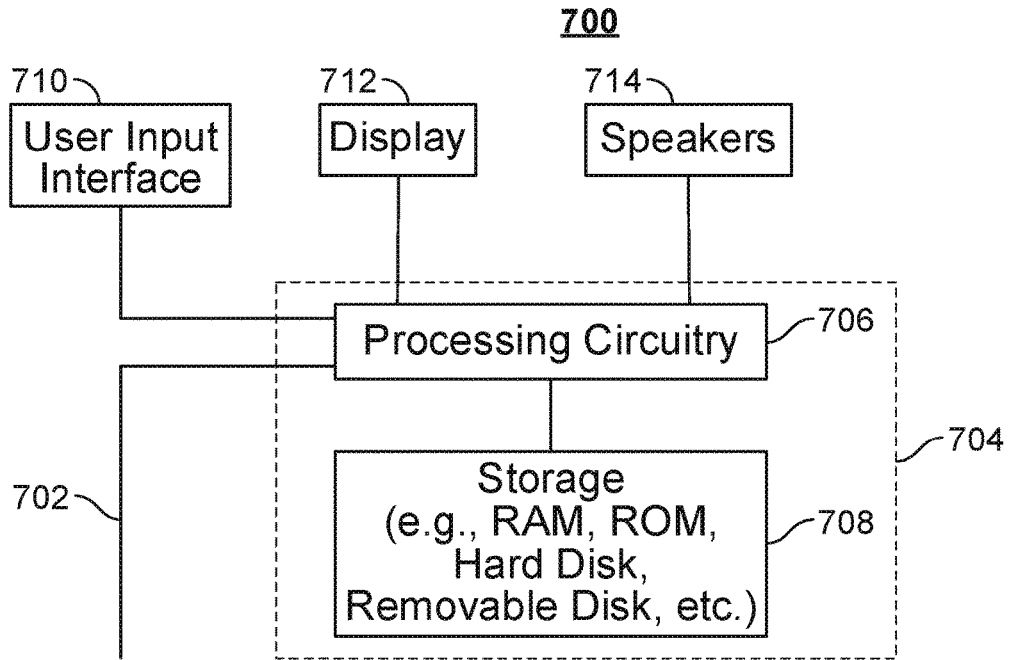 700
710
712
714
User Input
Interface
Display
Speakers
Processing Circuitry
706
704
702
Storage
(e.g., RAM, ROM,
Hard Disk,
Removable Disk, etc.)
708